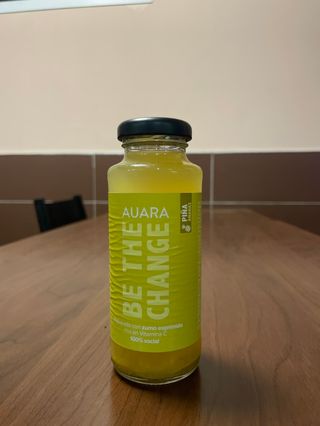 AUARA
BE THE
CHANGE
PIÑA
con zumo exprimido
en Vitamina C
100% social